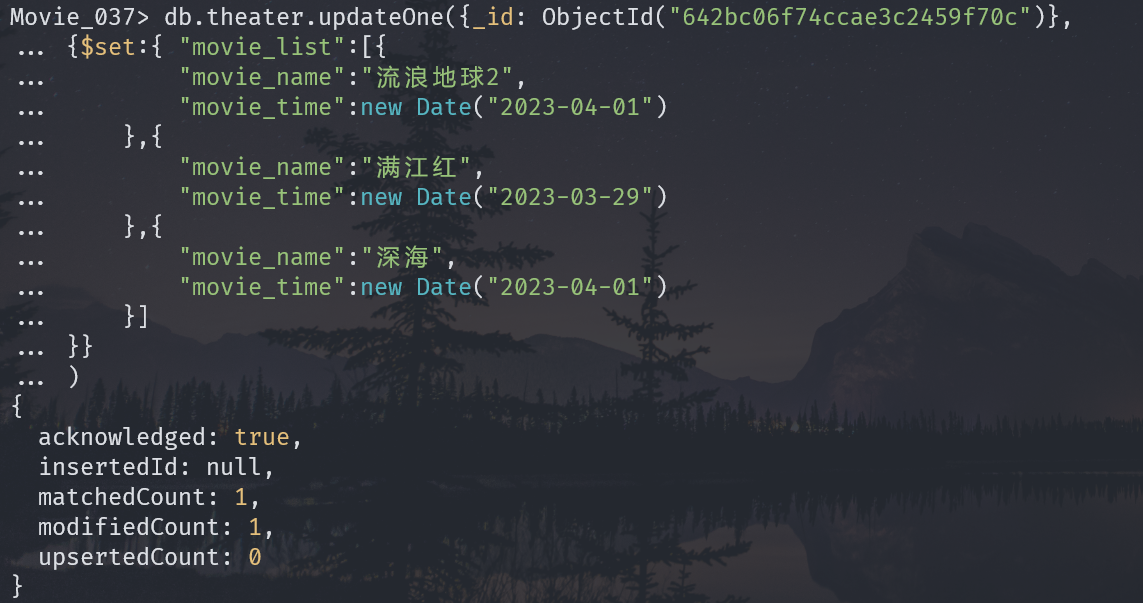 Movie_037> db.theater.updateOne({_id: ObjectId("642bc06f74ccae3c2459f70c")},
... {$set:{ "movie_list":[{
...         "movie_name":"流浪地球2",
...         "movie_time":new Date("2023-04-01")
...     },{
...         "movie_name":"满江红",
...         "movie_time":new Date("2023-03-29")
...     },{
...         "movie_name":"深海",
...         "movie_time":new Date("2023-04-01")
...     }]
... }}
... )
{
  acknowledged: true,
  insertedId: null,
  matchedCount: 1,
  modifiedCount: 1,
  upsertedCount: 0
}